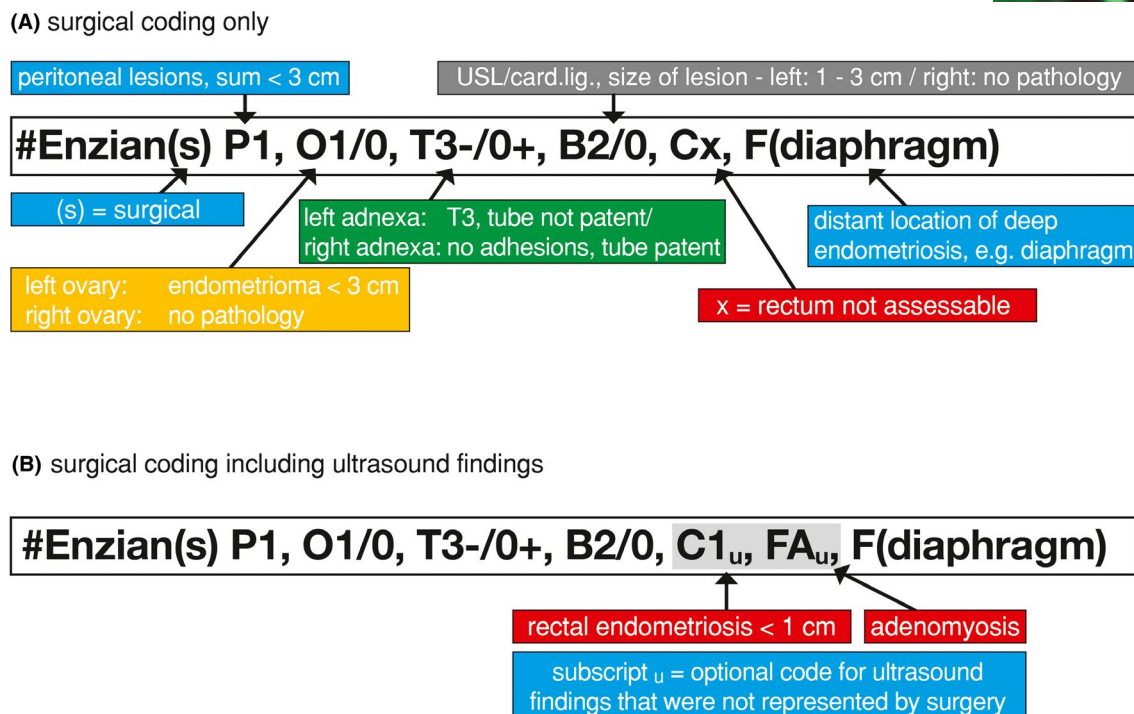 (A) surgical coding only
peritoneal lesions, sum < 3 cm
USL/card.lig., size of lesion - left: 1 - 3 cm / right: no pathology
#Enzian(s) P1, O1/0, T3-/0+, B2/0, Cx, F(diaphragm)
(s) = surgical
left adnexa: T3, tube not patent/
right adnexa: no adhesions, tube patent
distant location of deep
endometriosis, e.g. diaphragm
left ovary: endometrioma < 3 cm
right ovary: no pathology
x = rectum not assessable
(B) surgical coding including ultrasound findings
#Enzian(s) P1, O1/0, T3-/0+, B2/0, C1u, FAu, F(diaphragm)
rectal endometriosis < 1 cm
adenomyosis
subscript u = optional code for ultrasound
findings that were not represented by surgery